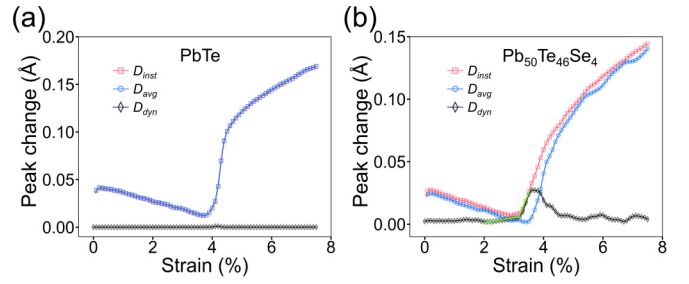 (a)
PbTe
D_inst
D_avg
D_dyn
Peak change (Å)
0.20
0.15
0.10
0.05
0.00
0 2 4 6 8
Strain (%)
(b)
Pb₅₀Te₄₆Se₄
D_inst
D_avg
D_dyn
Peak change (Å)
0.15
0.10
0.05
0.00
0 2 4 6 8
Strain (%)